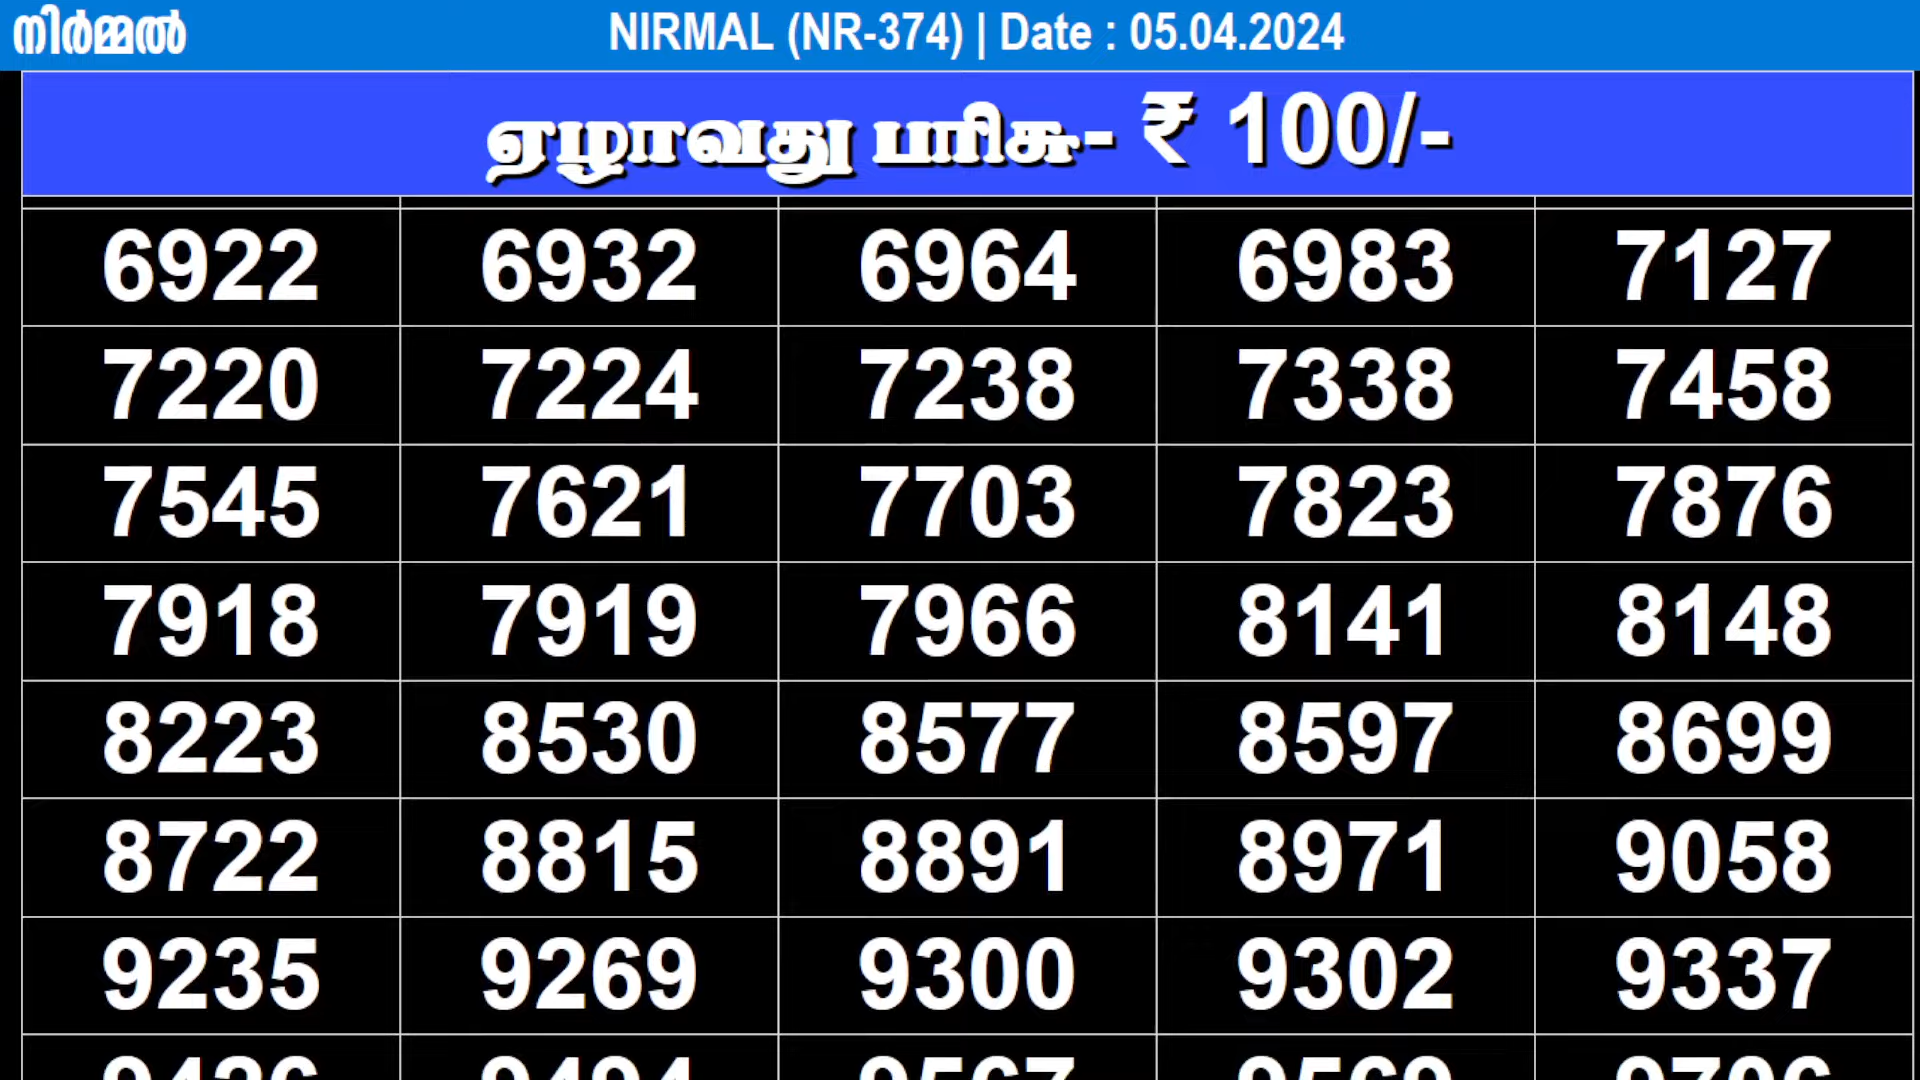 നിർമ്മൽ NIRMAL (NR-374) | Date : 05.04.2024
ஏழாவது பரிசு- ₹ 100/-
6922 6932 6964 6983 7127
7220 7224 7238 7338 7458
7545 7621 7703 7823 7876
7918 7919 7966 8141 8148
8223 8530 8577 8597 8699
8722 8815 8891 8971 9058
9235 9269 9300 9302 9337